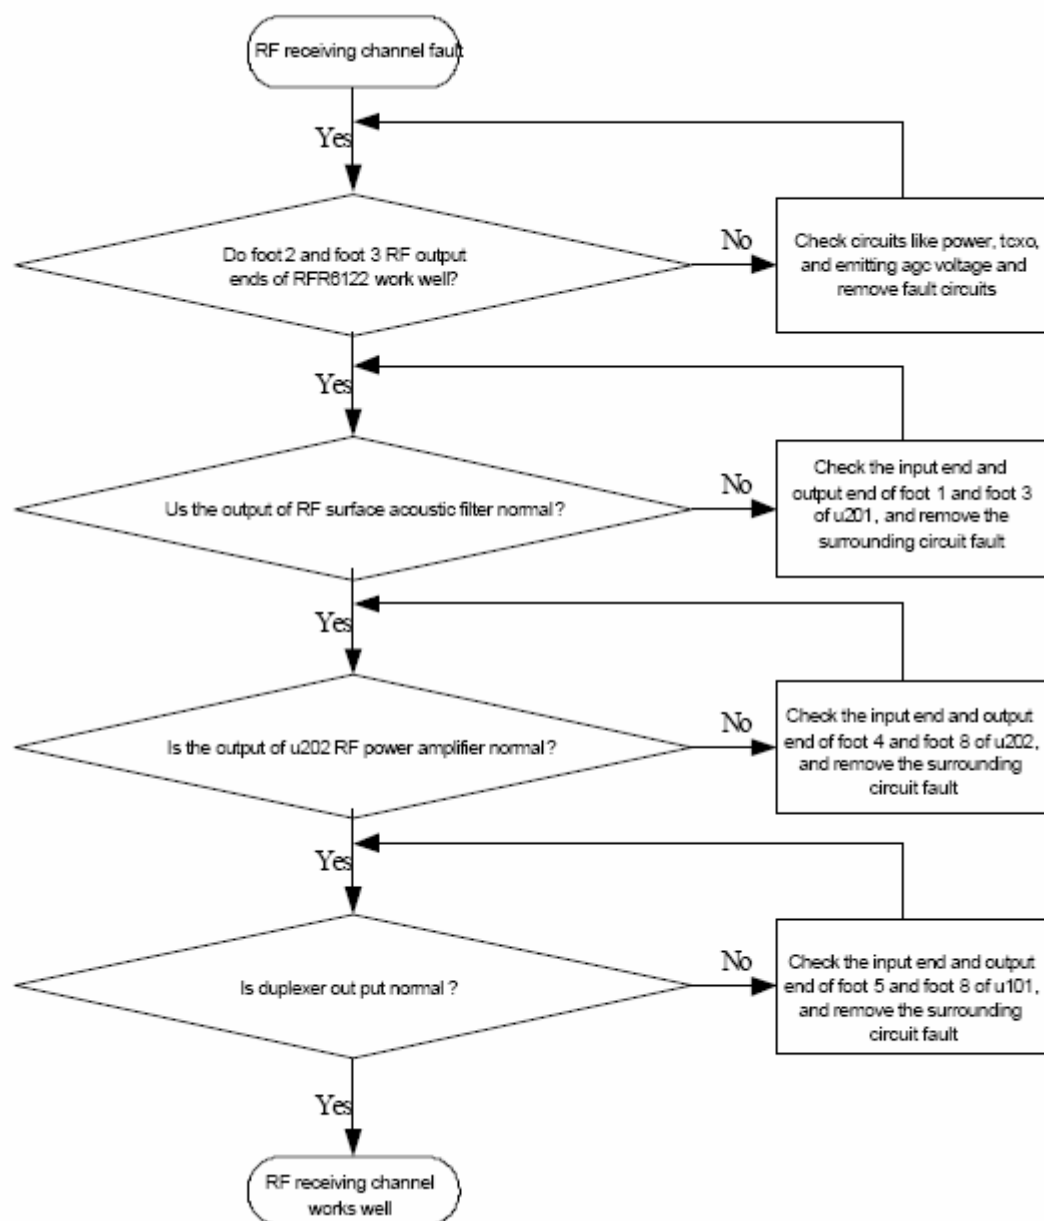 RF receiving channel fault
Yes
Do foot 2 and foot 3 RF output
ends of RFR6122 work well?
No
Check circuits like power, tcxo,
and emitting agc voltage and
remove fault circuits
Yes
Us the output of RF surface acoustic filter normal?
No
Check the input end and
output end of foot 1 and foot 3
of u201, and remove the
surrounding circuit fault
Yes
Is the output of u202 RF power amplifier normal?
No
Check the input end and output
end of foot 4 and foot 8 of u202,
and remove the surrounding
circuit fault
Yes
Is duplexer out put normal?
No
Check the input end and output
end of foot 5 and foot 8 of u101,
and remove the surrounding
circuit fault
Yes
RF receiving channel
works well